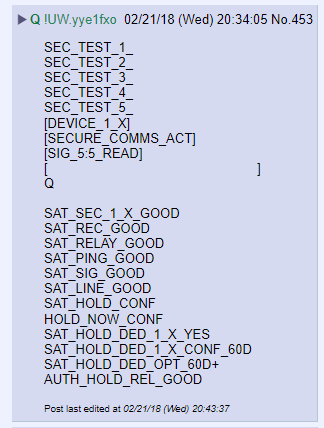 Q !UW.yye1fxo 02/21/18 (Wed) 20:34:05 No.453
SEC_TEST_1_
SEC_TEST_2_
SEC_TEST_3_
SEC_TEST_4_
SEC_TEST_5_
[DEVICE_1_X]
[SECURE_COMMS_ACT]
[SIG_5:5_READ]
[ ]
Q
SAT_SEC_1_X_GOOD
SAT_REC_GOOD
SAT_RELAY_GOOD
SAT_PING_GOOD
SAT_SIG_GOOD
SAT_LINE_GOOD
SAT_HOLD_CONF
HOLD_NOW_CONF
SAT_HOLD_DED_1_X_YES
SAT_HOLD_DED_1_X_CONF_60D
SAT_HOLD_DED_OPT_60D+
AUTH_HOLD_REL_GOOD
Post last edited at 02/21/18 (Wed) 20:43:37